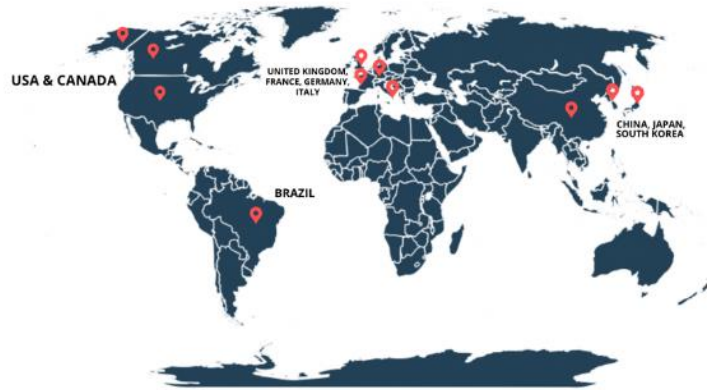 USA & CANADA
UNITED KINGDOM,
FRANCE, GERMANY,
ITALY
CHINA, JAPAN,
SOUTH KOREA
BRAZIL